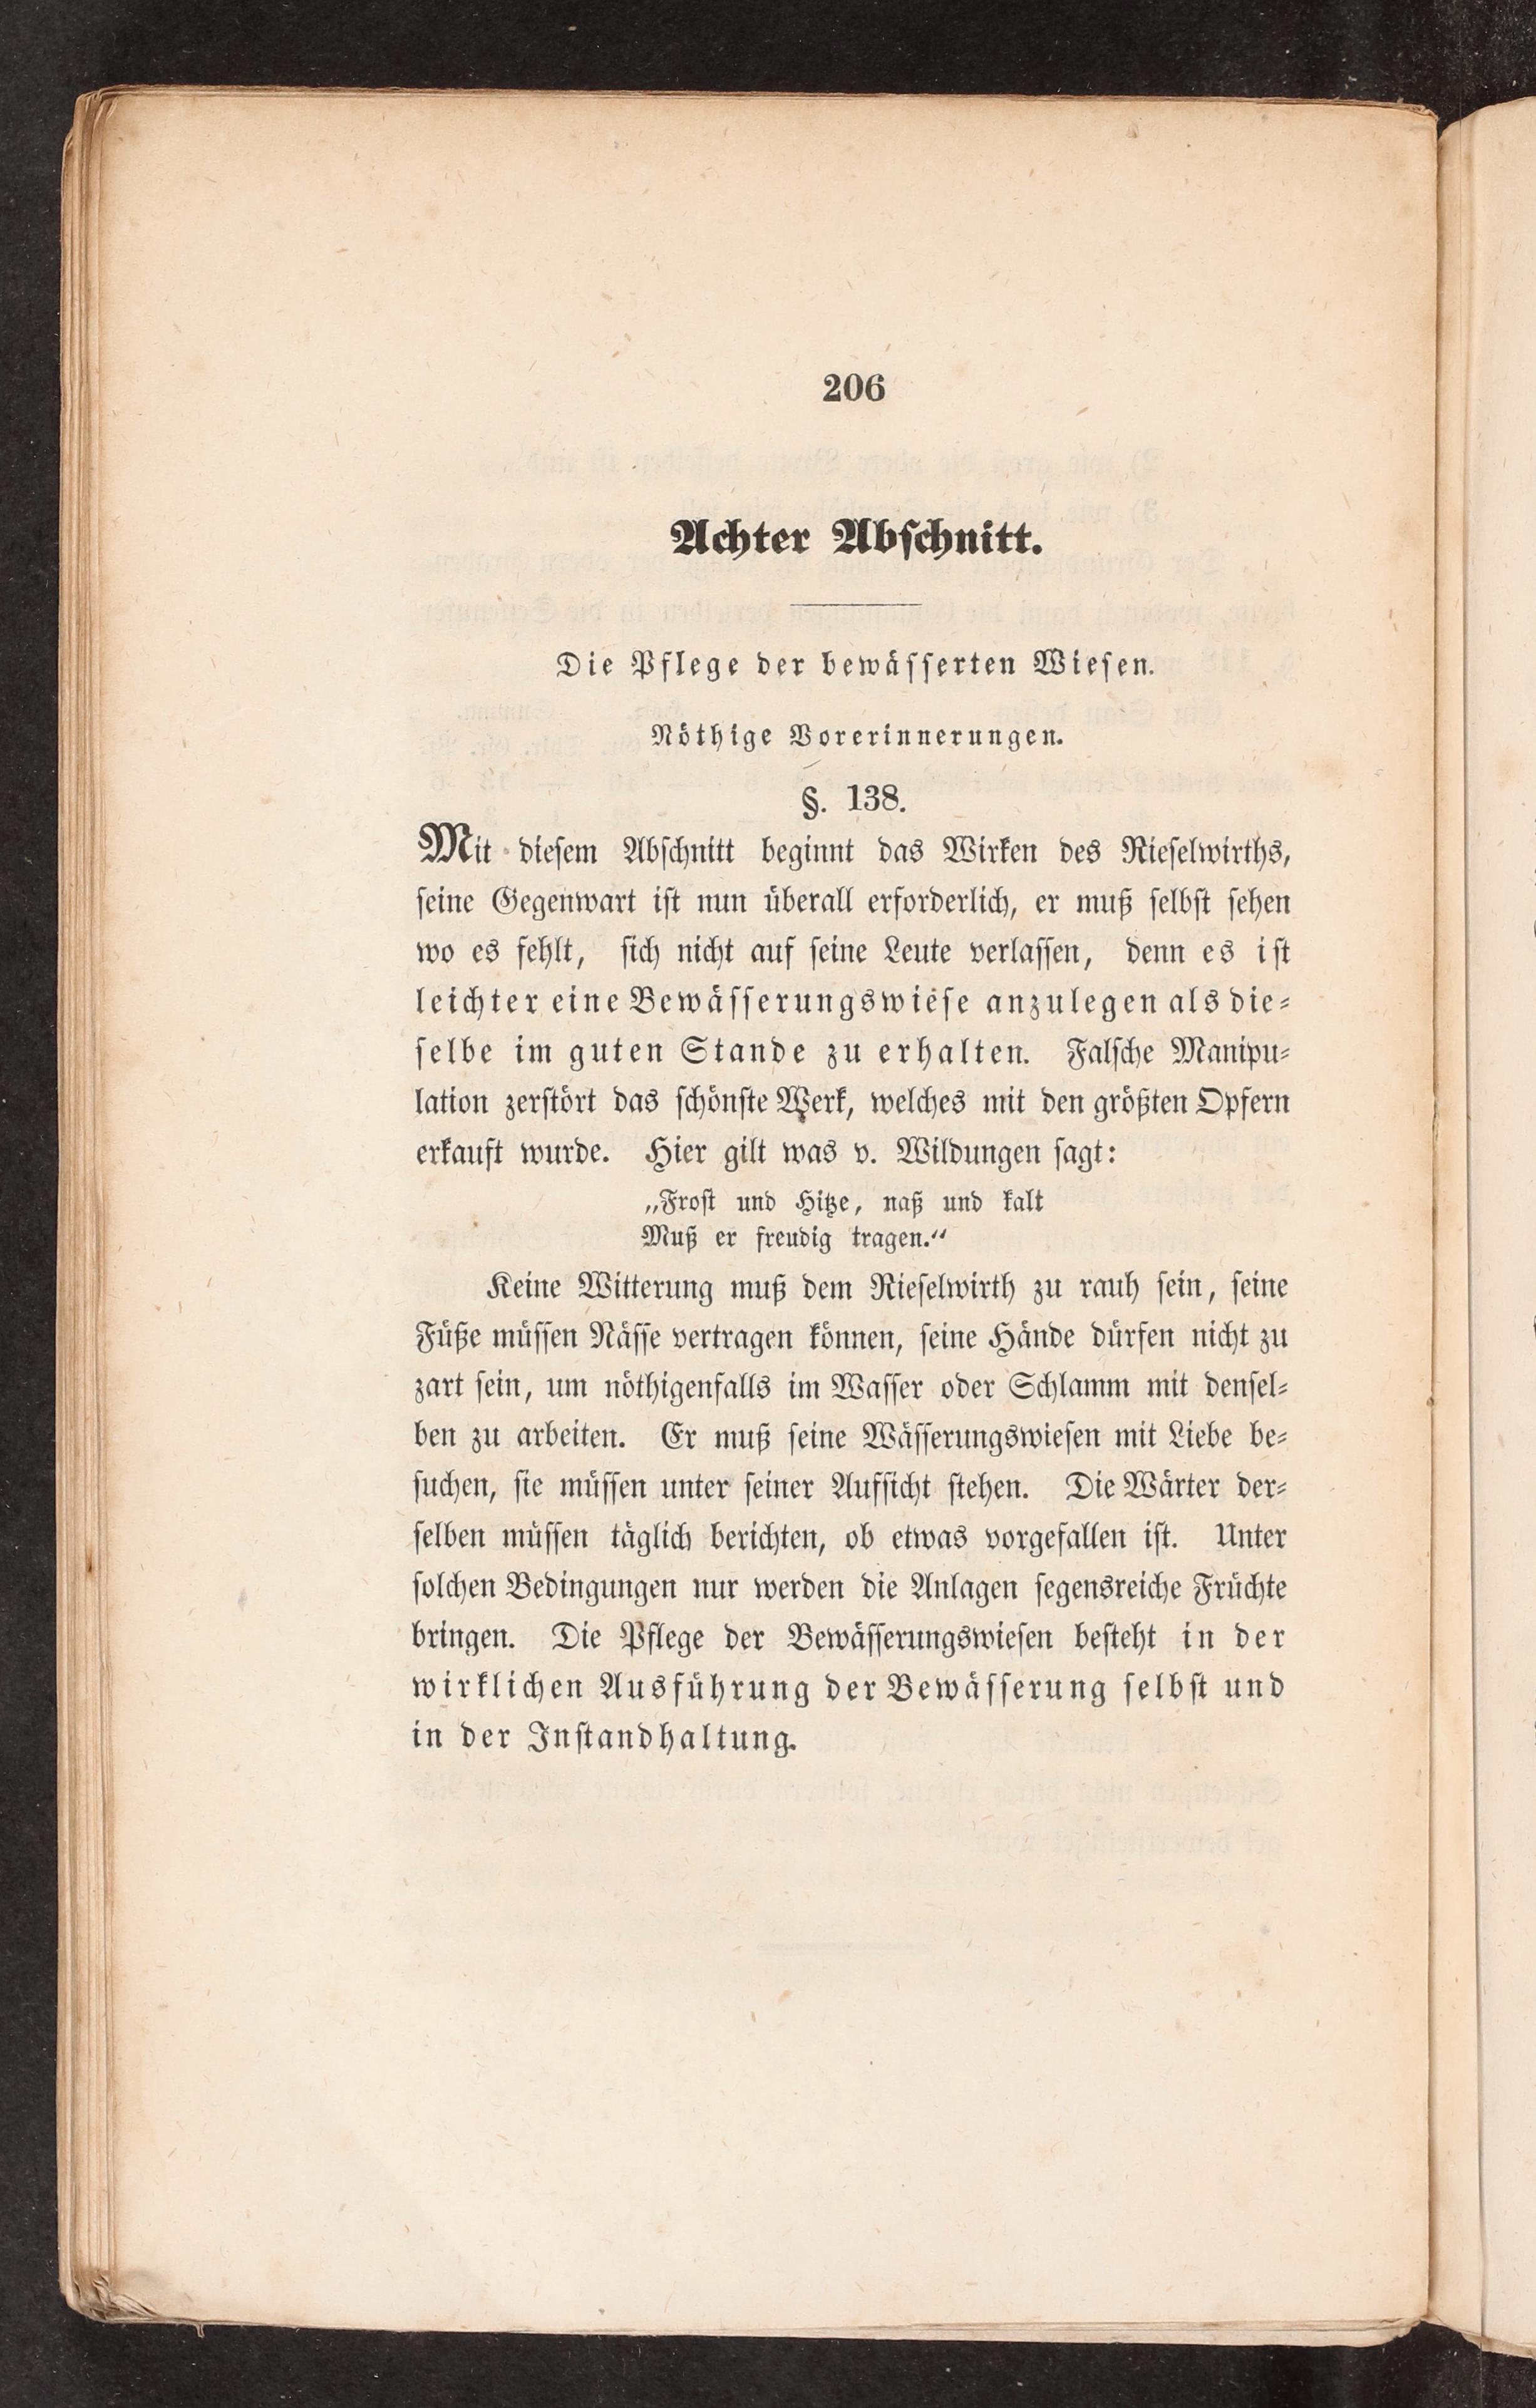 206
Achter Abschnitt.
Die Pflege der bewässerten Wiesen.
Nöthige Vorerinnerungen.
§. 138.
Mit diesem Abschnitt beginnt das Wirken des Rieselwirths,
seine Gegenwart ist nun überall erforderlich, er muß selbst sehen
wo es fehlt, sich nicht auf seine Leute verlassen, denn es ist
leichter eine Bewässerungswiese anzulegen als die-
selbe im guten Stande zu erhalten. Falsche Manipu-
lation zerstört das schönste Werk, welches mit den größten Opfern
erkauft wurde. Hier gilt was v. Wildungen sagt:
„Frost und Hitze, naß und kalt
Muß er freudig tragen.“
Keine Witterung muß dem Rieselwirth zu rauh sein, seine
Füße müssen Nässe vertragen können, seine Hände dürfen nicht zu
zart sein, um nöthigenfalls im Wasser oder Schlamm mit densel-
ben zu arbeiten. Er muß seine Wässerungswiesen mit Liebe be-
suchen, sie müssen unter seiner Aufsicht stehen. Die Wärter der-
selben müssen täglich berichten, ob etwas vorgefallen ist. Unter
solchen Bedingungen nur werden die Anlagen segensreiche Früchte
bringen. Die Pflege der Bewässerungswiesen besteht in der
wirklichen Ausführung der Bewässerung selbst und
in der Instandhaltung.